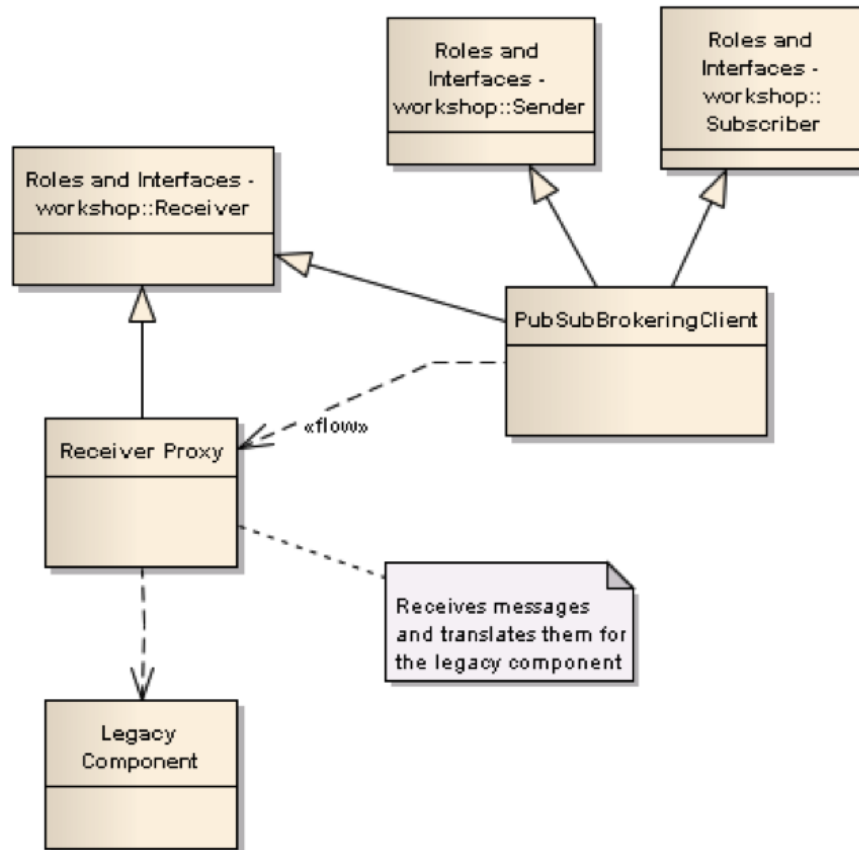 Roles and
Interfaces -
workshop::Sender
Roles and
Interfaces -
workshop::
Subscriber
Roles and Interfaces -
workshop::Receiver
PubSubBrokeringClient
«flow»
Receiver Proxy
Receives messages
and translates them for
the legacy component
Legacy
Component